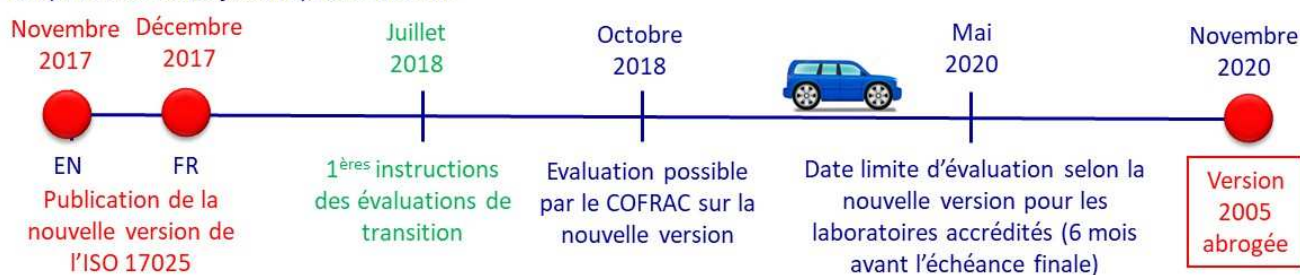 Novembre
2017
Décembre
2017
Juillet
2018
Octobre
2018
Mai
2020
Novembre
2020
EN
FR
Publication de la
nouvelle version de
l'ISO 17025
1ères instructions
des évaluations de
transition
Evaluation possible
par le COFRAC sur la
nouvelle version
Date limite d'évaluation selon la
nouvelle version pour les
laboratoires accrédités (6 mois
avant l'échéance finale)
Version
2005
abrogée